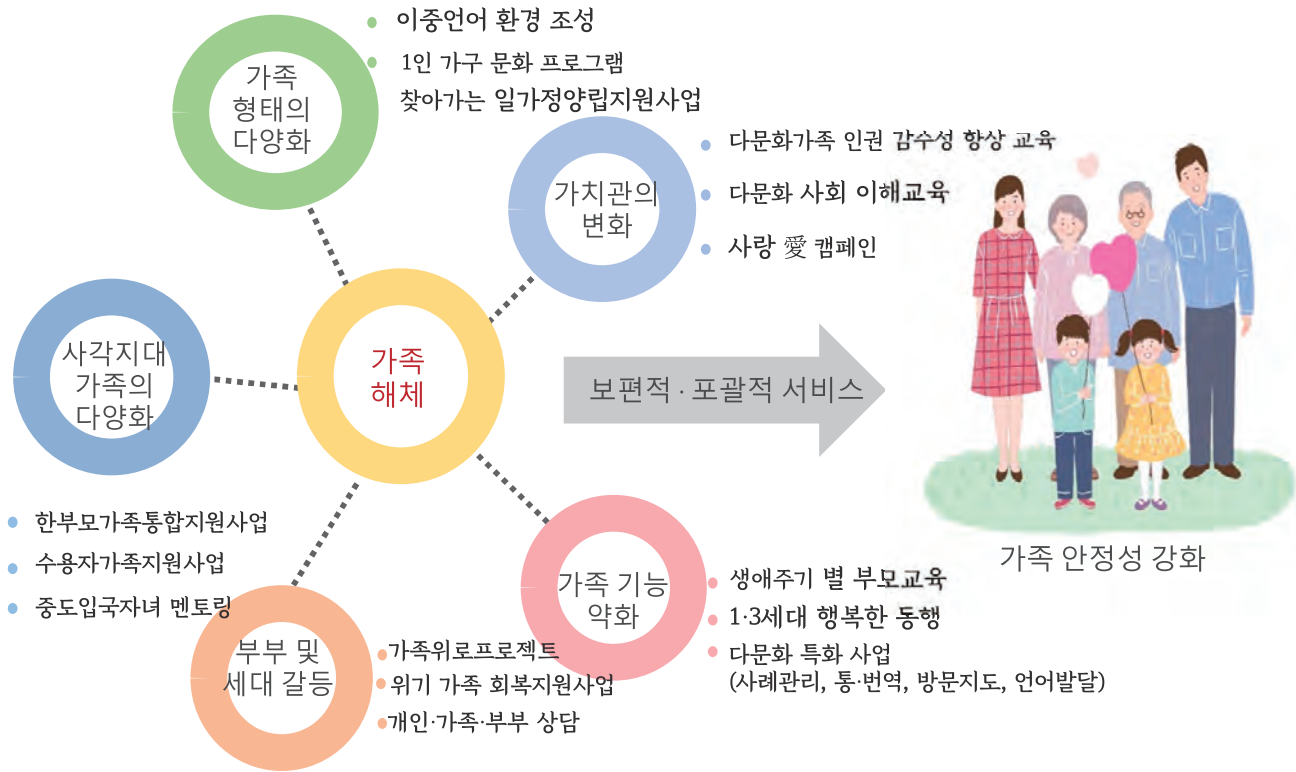 이중언어 환경 조성
1인 가구 문화 프로그램
찾아가는 일가정양립지원사업
가족
형태의
다양화
다문화가족 인권 감수성 향상 교육
다문화 사회 이해교육
사랑 愛 캠페인
가치관의
변화
사각지대
가족의
다양화
가족
해체
보편적 · 포괄적 서비스
한부모가족통합지원사업
수용자가족지원사업
중도입국자녀 멘토링
가족 안정성 강화
가족 기능
약화
생애주기 별 부모교육
1·3세대 행복한 동행
다문화 특화 사업
(사례관리, 통·번역, 방문지도, 언어발달)
부부 및
세대 갈등
가족위로프로젝트
위기 가족 회복지원사업
개인·가족·부부 상담